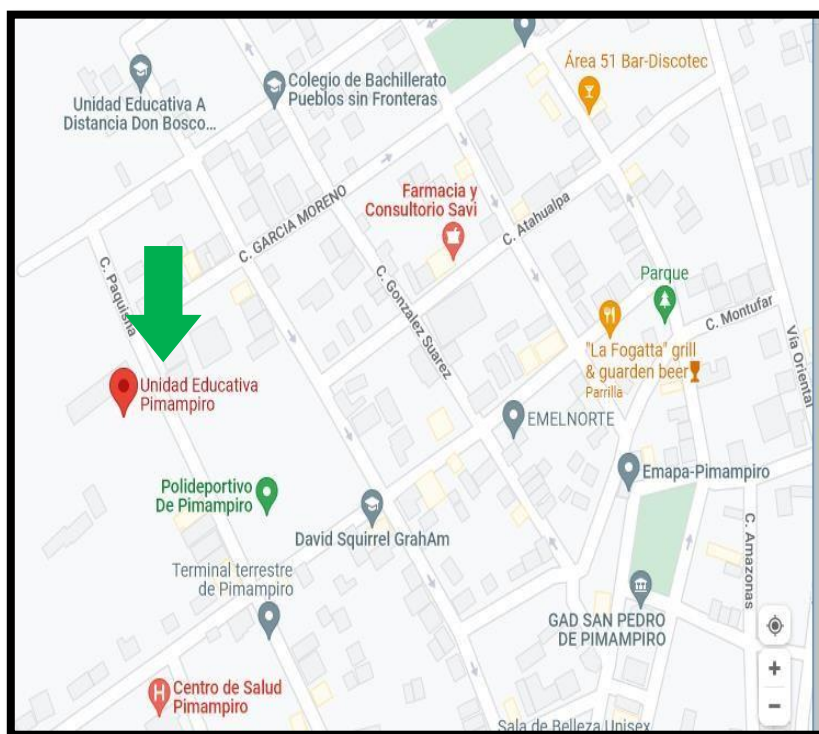 Área 51 Bar-Discotec
Unidad Educativa A
Distancia Don Bosco...
Colegio de Bachillerato
Pueblos sin Fronteras
Farmacia y
Consultorio Savi
C. GARCIA MORENO
C. Atahualpa
C. Paquisha
C. Gonzalez Suarez
Parque
C. Montufar
Vía Oriental
"La Fogatta" grill
& guarden beer
Parrilla
Unidad Educativa
Pimampiro
EMELNORTE
Polideportivo
De Pimampiro
Emapa-Pimampiro
David Squirrel GrahAm
C. Amazonas
Terminal terrestre
de Pimampiro
GAD SAN PEDRO
DE PIMAMPIRO
H
Centro de Salud
Pimampiro
Sala de Belleza Unisex
+
−